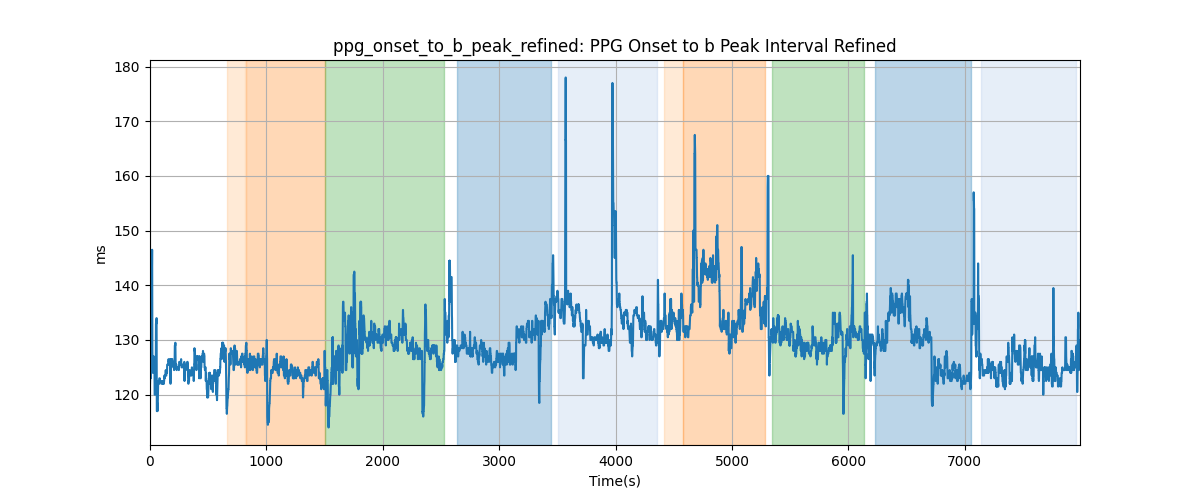 ppg_onset_to_b_peak_refined: PPG Onset to b Peak Interval Refined
180
170
160
150
140
130
120
ms
0 1000 2000 3000 4000 5000 6000 7000
Time(s)